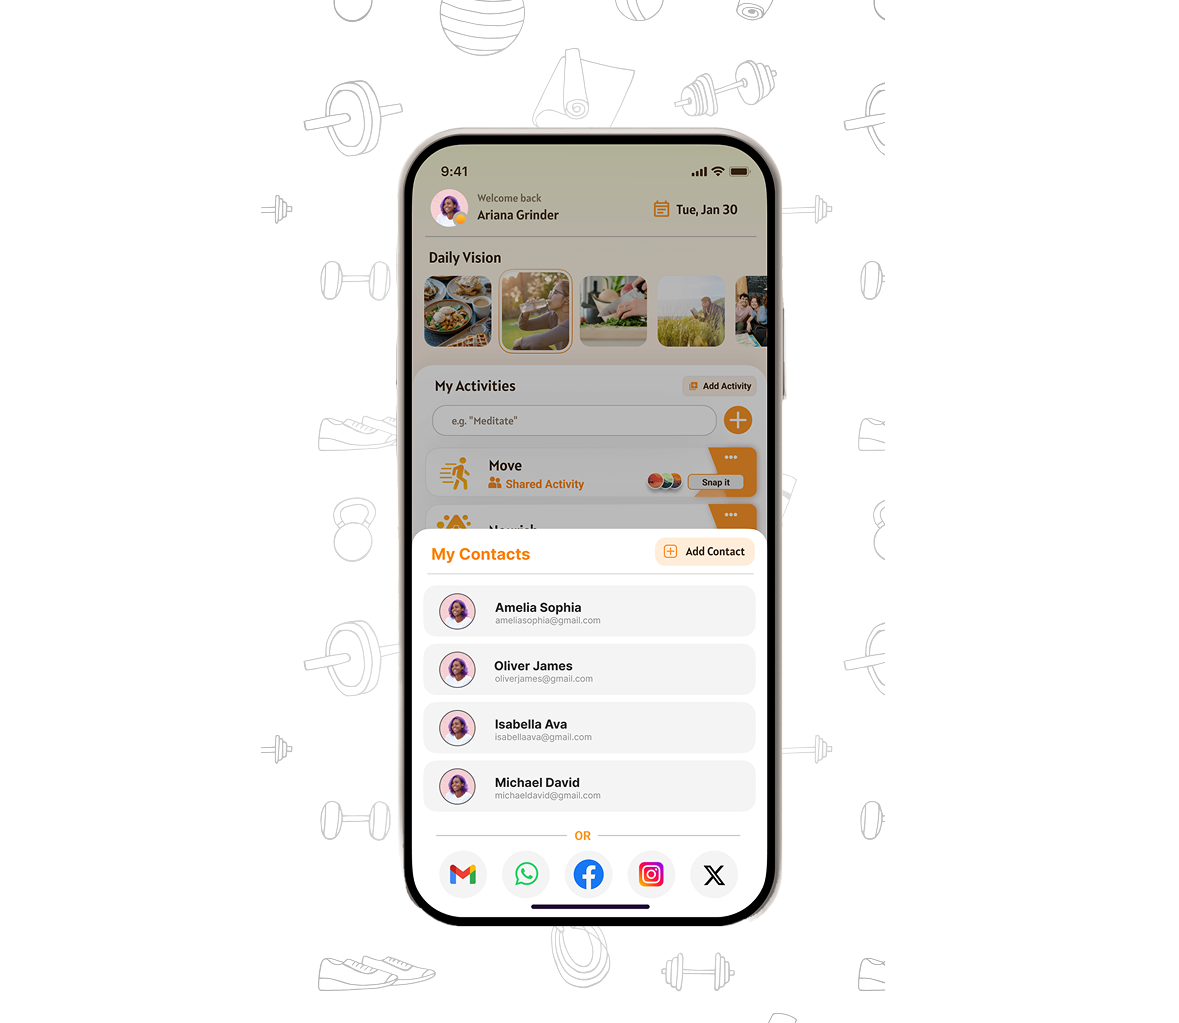 9:41
Welcome back
Ariana Grinder
Tue, Jan 30
Daily Vision
My Activities
Add Activity
e.g. "Meditate"
Move
Shared Activity
Snap it
Nourish
My Contacts
Add Contact
Amelia Sophia
ameliasophia@gmail.com
Oliver James
oliverjames@gmail.com
Isabella Ava
isabellaava@gmail.com
Michael David
michaeldavid@gmail.com
OR